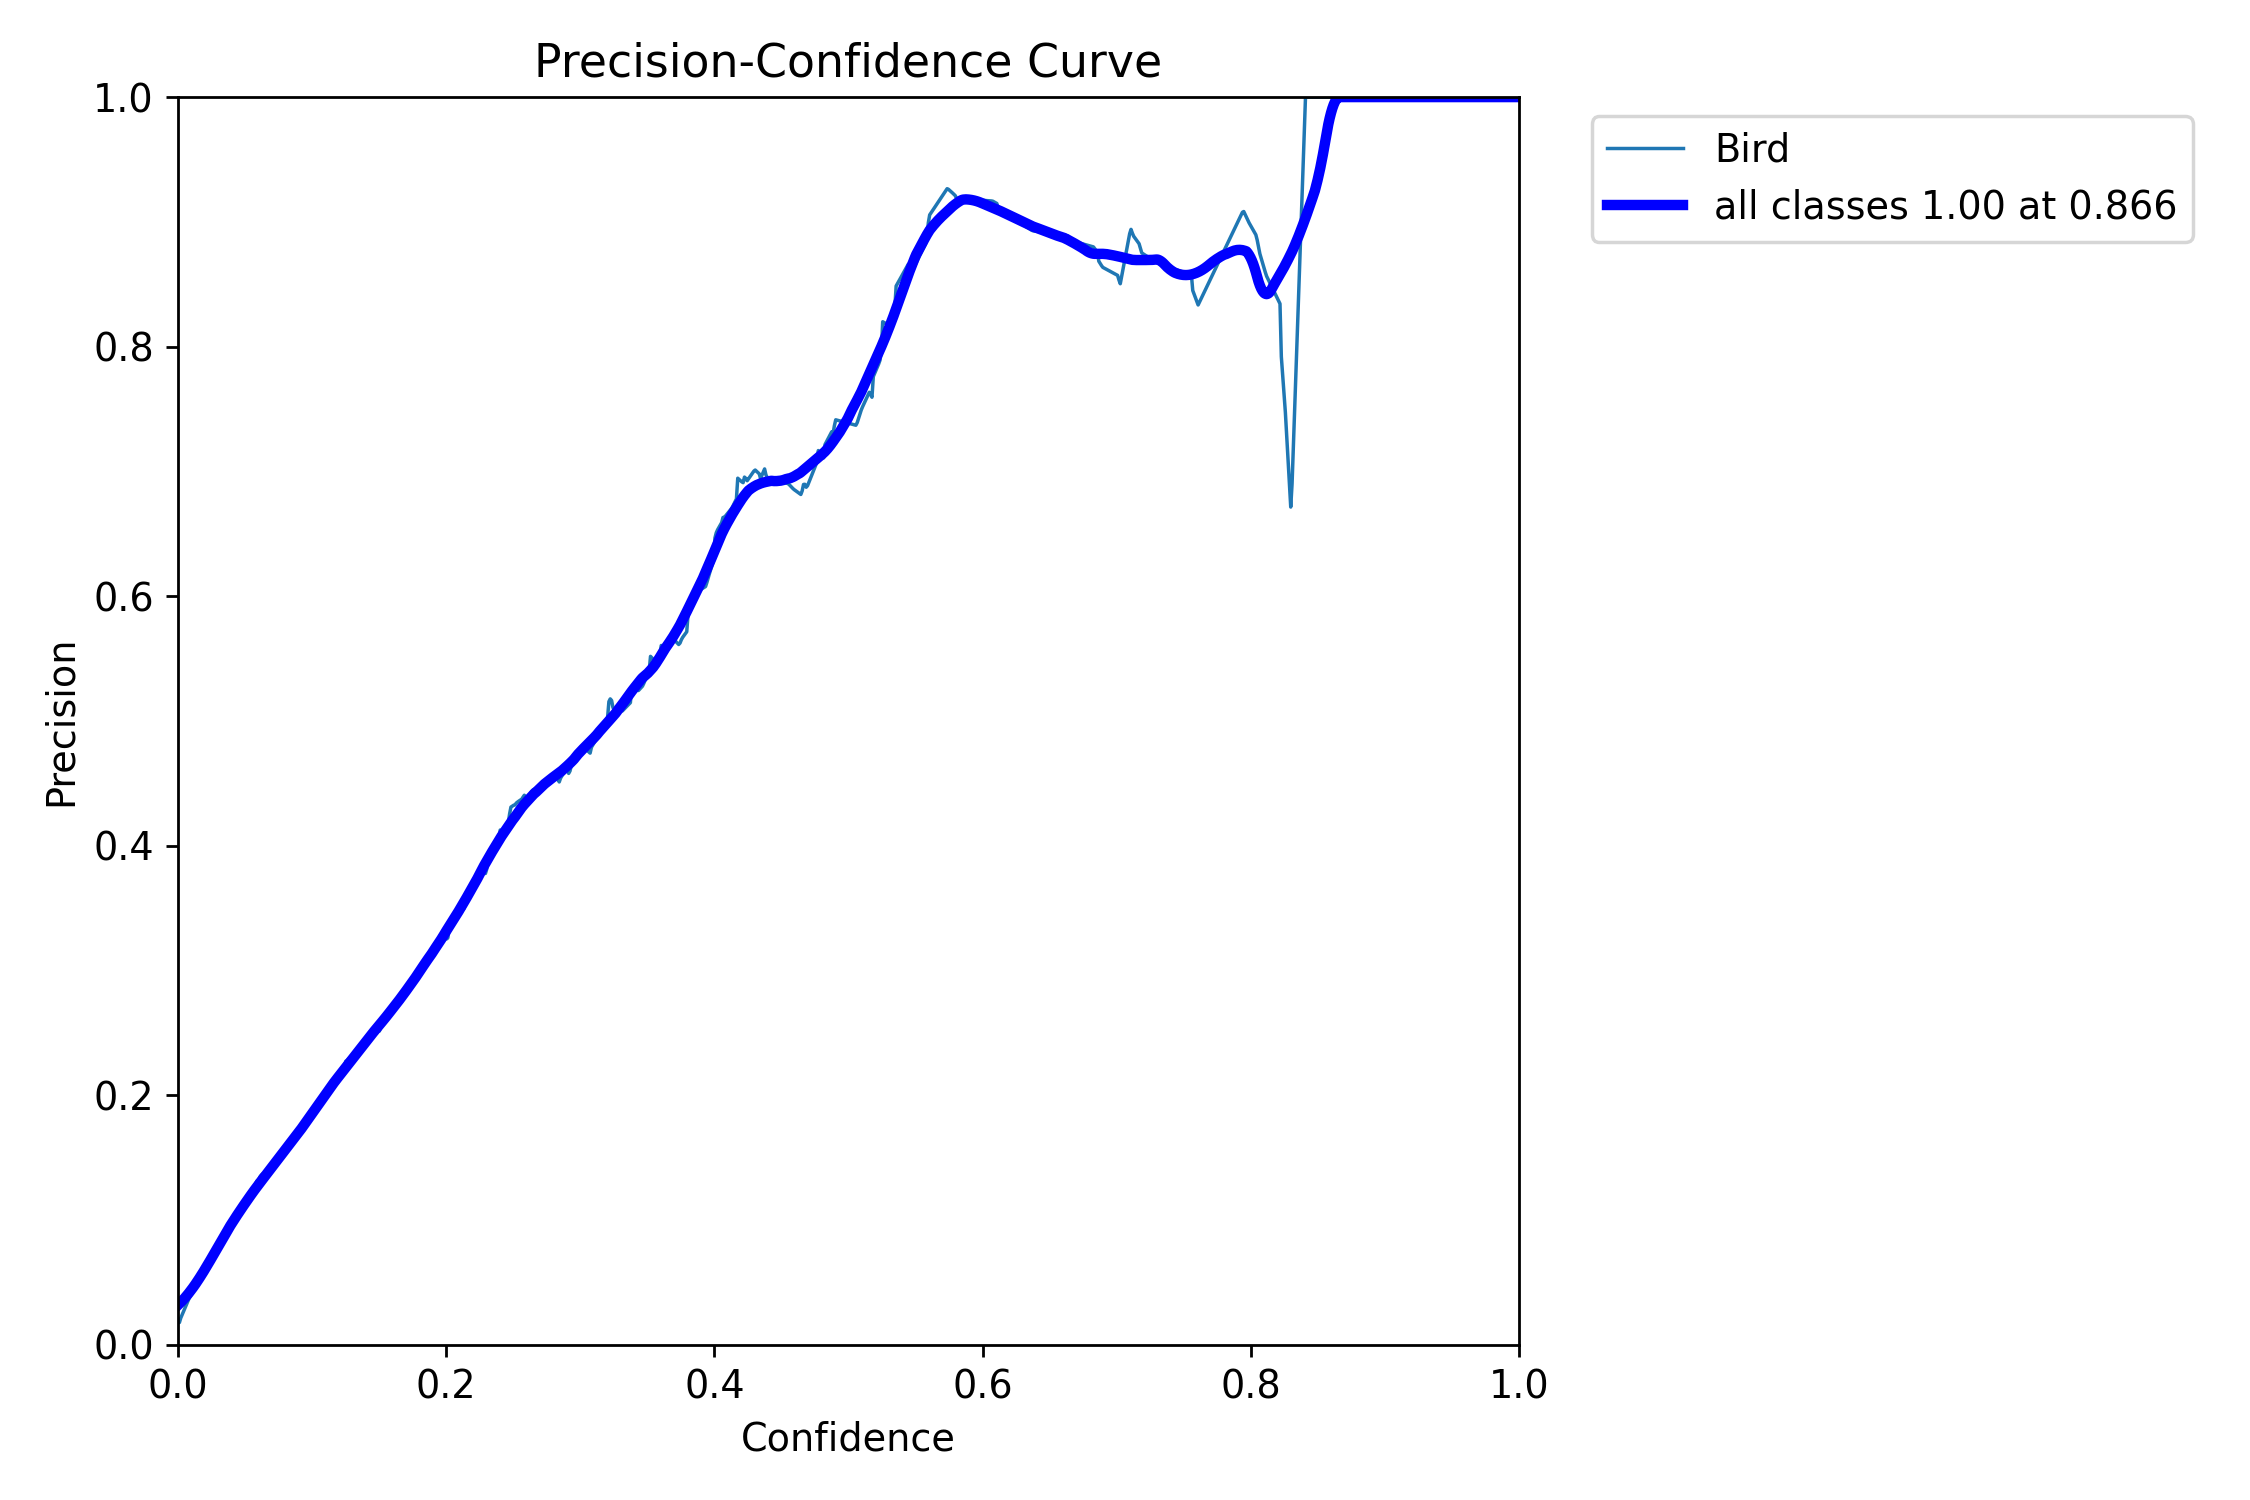 Precision-Confidence Curve
Bird
all classes 1.00 at 0.866
1.0
0.8
0.6
0.4
0.2
0.0
Precision
0.0 0.2 0.4 0.6 0.8 1.0
Confidence